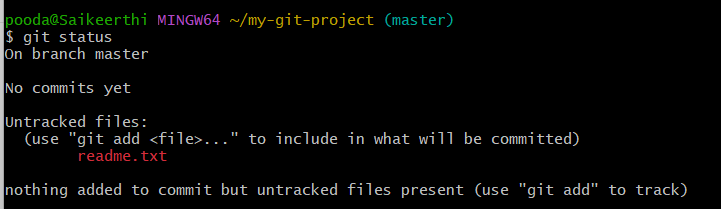 pooda@Saikeerthi MINGW64 ~/my-git-project (master)
$ git status
On branch master

No commits yet

Untracked files:
  (use "git add <file>..." to include in what will be committed)
        readme.txt

nothing added to commit but untracked files present (use "git add" to track)